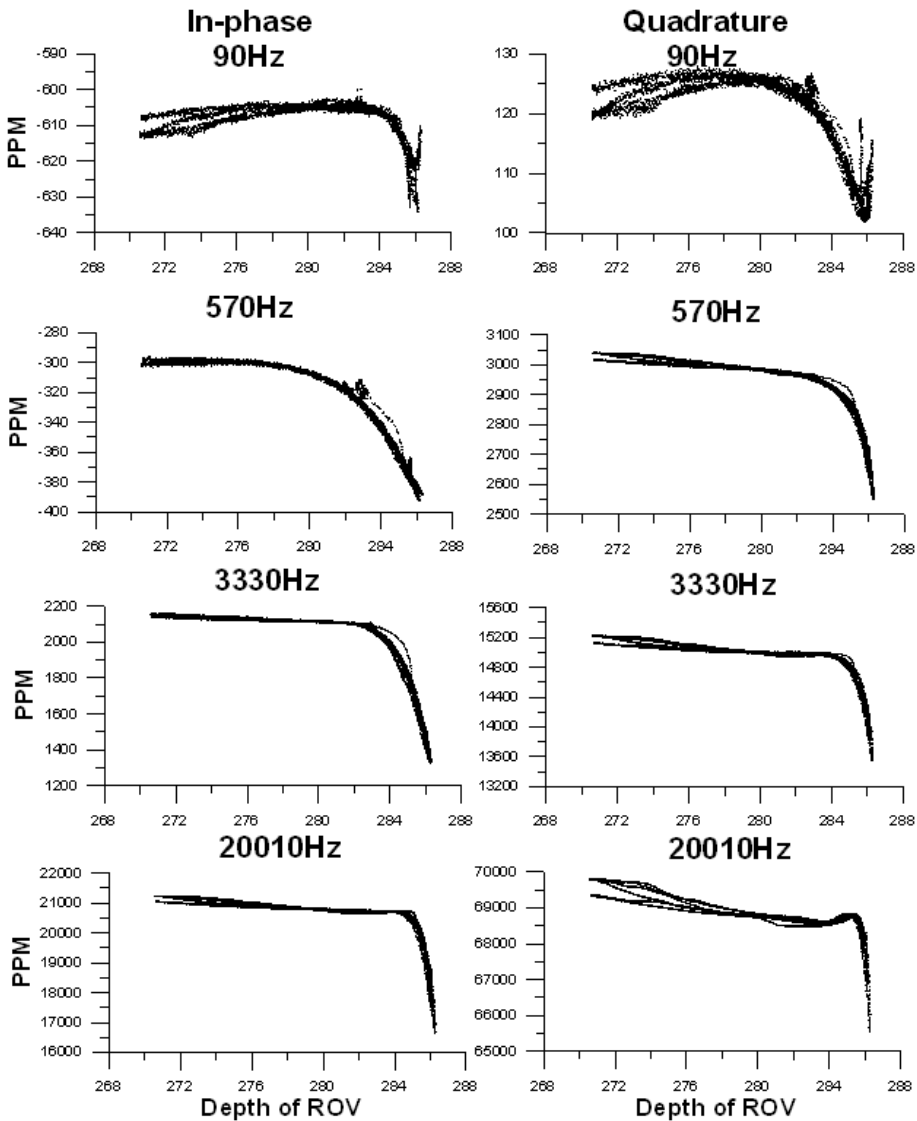 In-phase
90Hz
Quadrature
90Hz
-590
-600
-610
-620
-630
-640
PPM
268 272 276 280 284 288
130
120
110
100
268 272 276 280 284 288
570Hz
-280
-300
-320
-340
-360
-380
-400
PPM
268 272 276 280 284 288
570Hz
3100
3000
2900
2800
2700
2600
2500
268 272 276 280 284 288
3330Hz
2200
2000
1800
1600
1400
1200
PPM
268 272 276 280 284 288
3330Hz
15600
15200
14800
14400
14000
13600
13200
268 272 276 280 284 288
20010Hz
22000
21000
20000
19000
18000
17000
16000
PPM
268 272 276 280 284 288
Depth of ROV
20010Hz
70000
69000
68000
67000
66000
65000
268 272 276 280 284 288
Depth of ROV